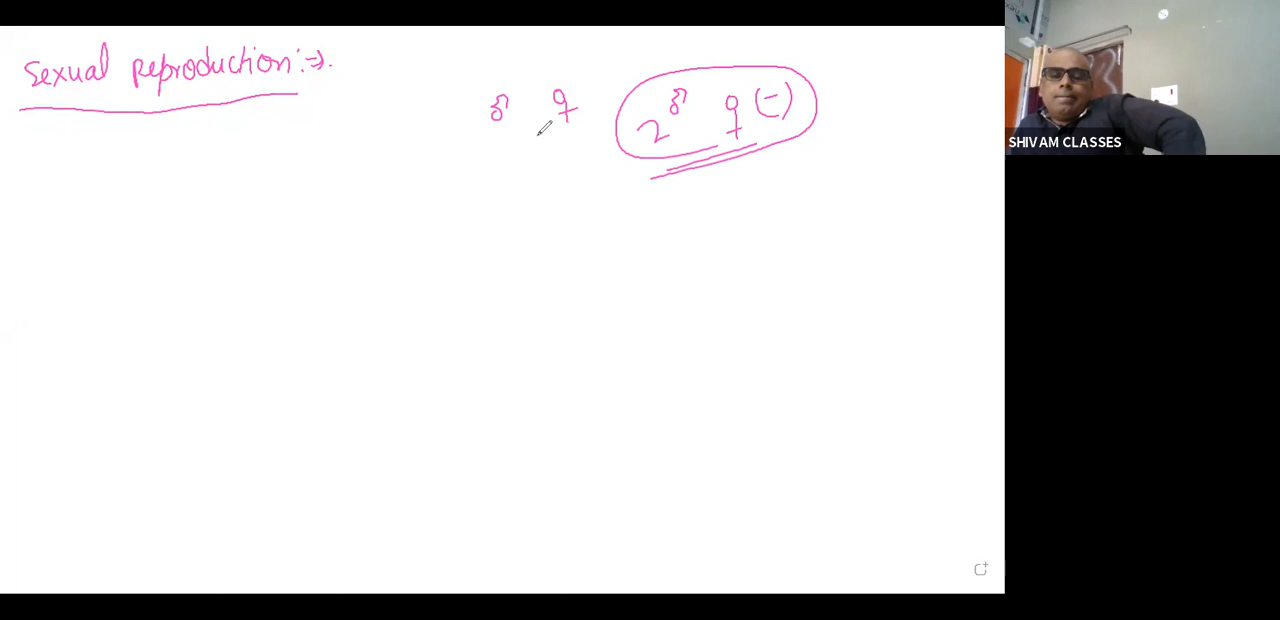 Sexual reproduction :⇒.
♂ ♀ 2♂ ♀ (-)
SHIVAM CLASSES